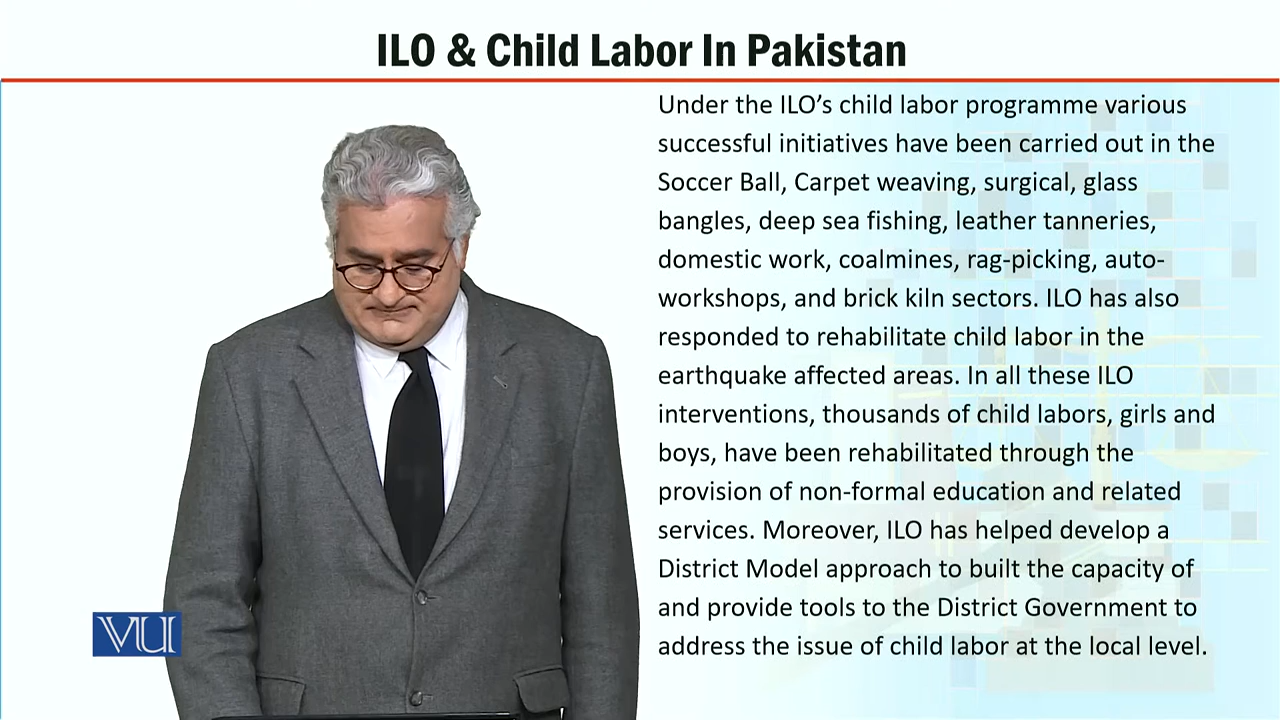 ILO & Child Labor In Pakistan
Under the ILO’s child labor programme various
successful initiatives have been carried out in the
Soccer Ball, Carpet weaving, surgical, glass
bangles, deep sea fishing, leather tanneries,
domestic work, coalmines, rag-picking, auto-
workshops, and brick kiln sectors. ILO has also
responded to rehabilitate child labor in the
earthquake affected areas. In all these ILO
interventions, thousands of child labors, girls and
boys, have been rehabilitated through the
provision of non-formal education and related
services. Moreover, ILO has helped develop a
District Model approach to built the capacity of
and provide tools to the District Government to
address the issue of child labor at the local level.
VU